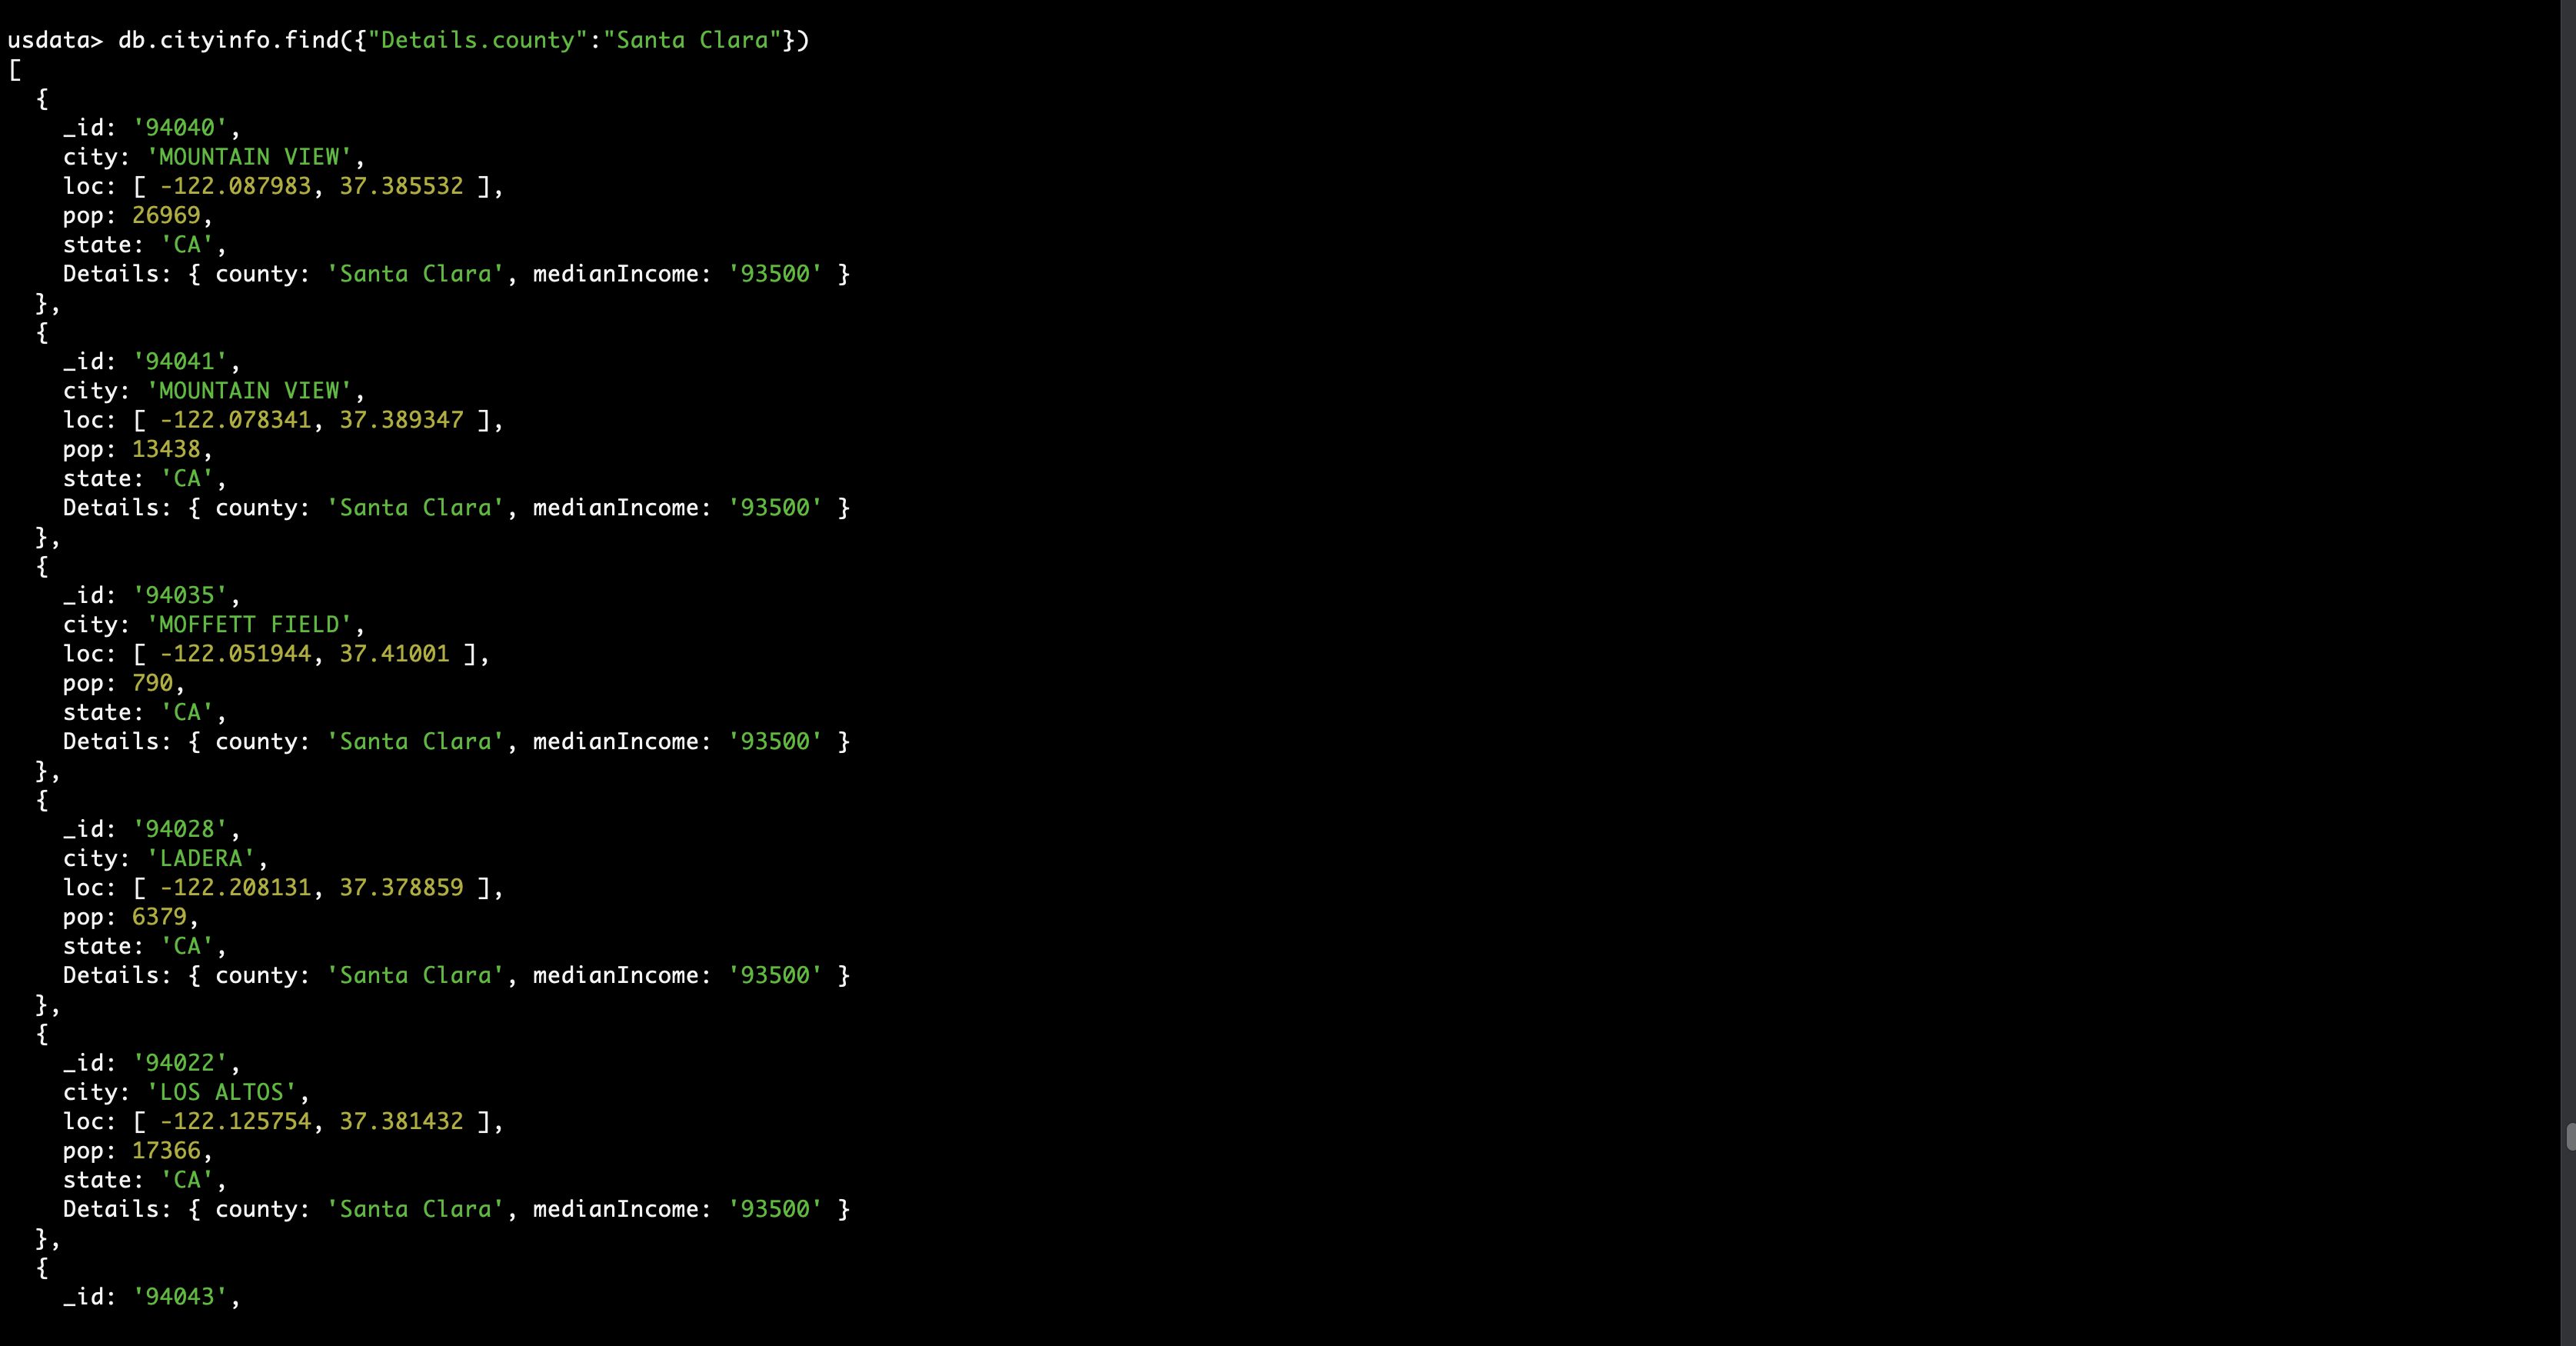 usdata> db.cityinfo.find({"Details.county":"Santa Clara"})
[
  {
    _id: '94040',
    city: 'MOUNTAIN VIEW',
    loc: [ -122.087983, 37.385532 ],
    pop: 26969,
    state: 'CA',
    Details: { county: 'Santa Clara', medianIncome: '93500' }
  },
  {
    _id: '94041',
    city: 'MOUNTAIN VIEW',
    loc: [ -122.078341, 37.389347 ],
    pop: 13438,
    state: 'CA',
    Details: { county: 'Santa Clara', medianIncome: '93500' }
  },
  {
    _id: '94035',
    city: 'MOFFETT FIELD',
    loc: [ -122.051944, 37.41001 ],
    pop: 790,
    state: 'CA',
    Details: { county: 'Santa Clara', medianIncome: '93500' }
  },
  {
    _id: '94028',
    city: 'LADERA',
    loc: [ -122.208131, 37.378859 ],
    pop: 6379,
    state: 'CA',
    Details: { county: 'Santa Clara', medianIncome: '93500' }
  },
  {
    _id: '94022',
    city: 'LOS ALTOS',
    loc: [ -122.125754, 37.381432 ],
    pop: 17366,
    state: 'CA',
    Details: { county: 'Santa Clara', medianIncome: '93500' }
  },
  {
    _id: '94043',